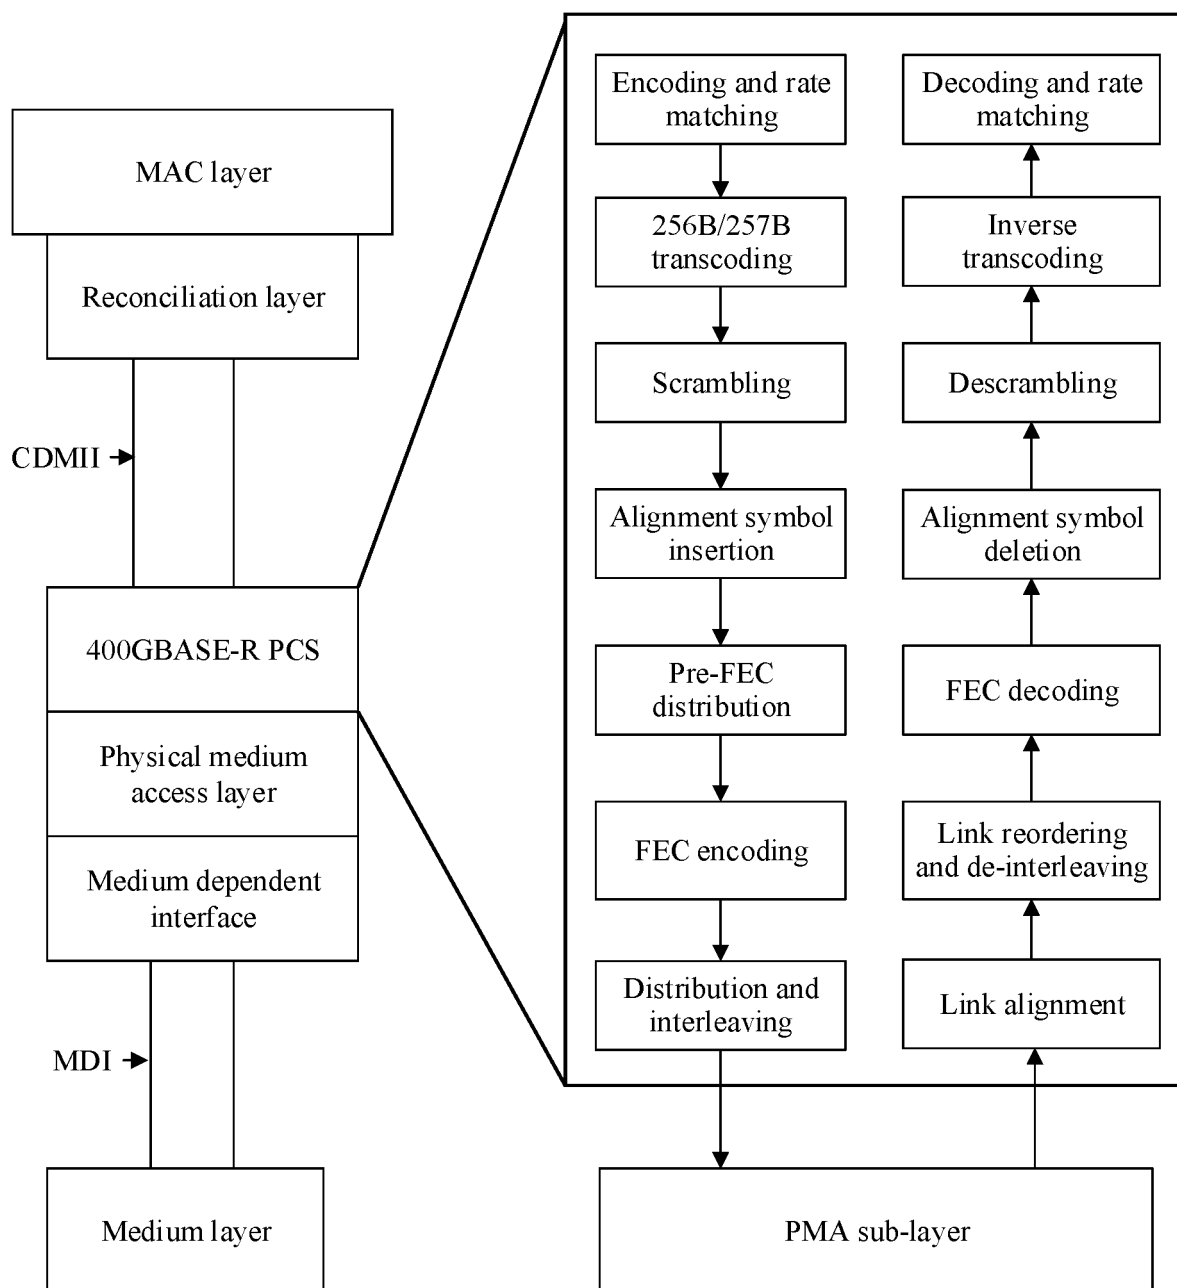 MAC layer
Reconciliation layer
CDMII
400GBASE-R PCS
Physical medium
access layer
Medium dependent
interface
MDI
Medium layer
Encoding and rate
matching
256B/257B
transcoding
Scrambling
Alignment symbol
insertion
Pre-FEC
distribution
FEC encoding
Distribution and
interleaving
Decoding and rate
matching
Inverse
transcoding
Descrambling
Alignment symbol
deletion
FEC decoding
Link reordering
and de-interleaving
Link alignment
PMA sub-layer